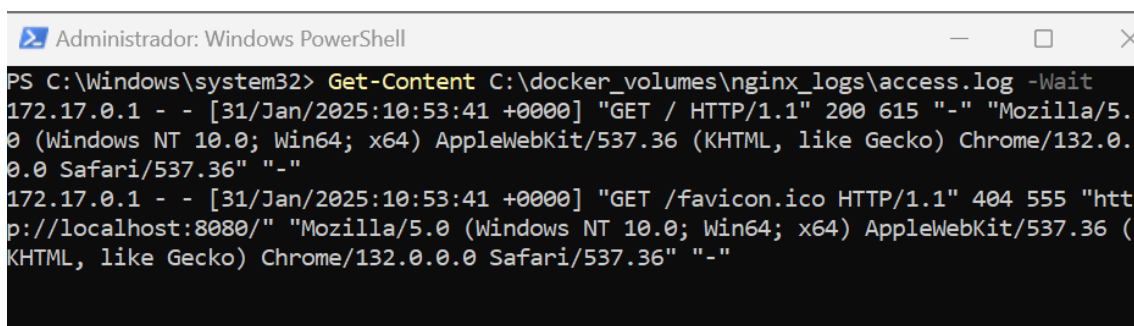 Administrador: Windows PowerShell
PS C:\Windows\system32> Get-Content C:\docker_volumes\nginx_logs\access.log -Wait
172.17.0.1 - - [31/Jan/2025:10:53:41 +0000] "GET / HTTP/1.1" 200 615 "-" "Mozilla/5.
0 (Windows NT 10.0; Win64; x64) AppleWebKit/537.36 (KHTML, like Gecko) Chrome/132.0.
0.0 Safari/537.36" "-"
172.17.0.1 - - [31/Jan/2025:10:53:41 +0000] "GET /favicon.ico HTTP/1.1" 404 555 "htt
p://localhost:8080/" "Mozilla/5.0 (Windows NT 10.0; Win64; x64) AppleWebKit/537.36 (
KHTML, like Gecko) Chrome/132.0.0.0 Safari/537.36" "-"